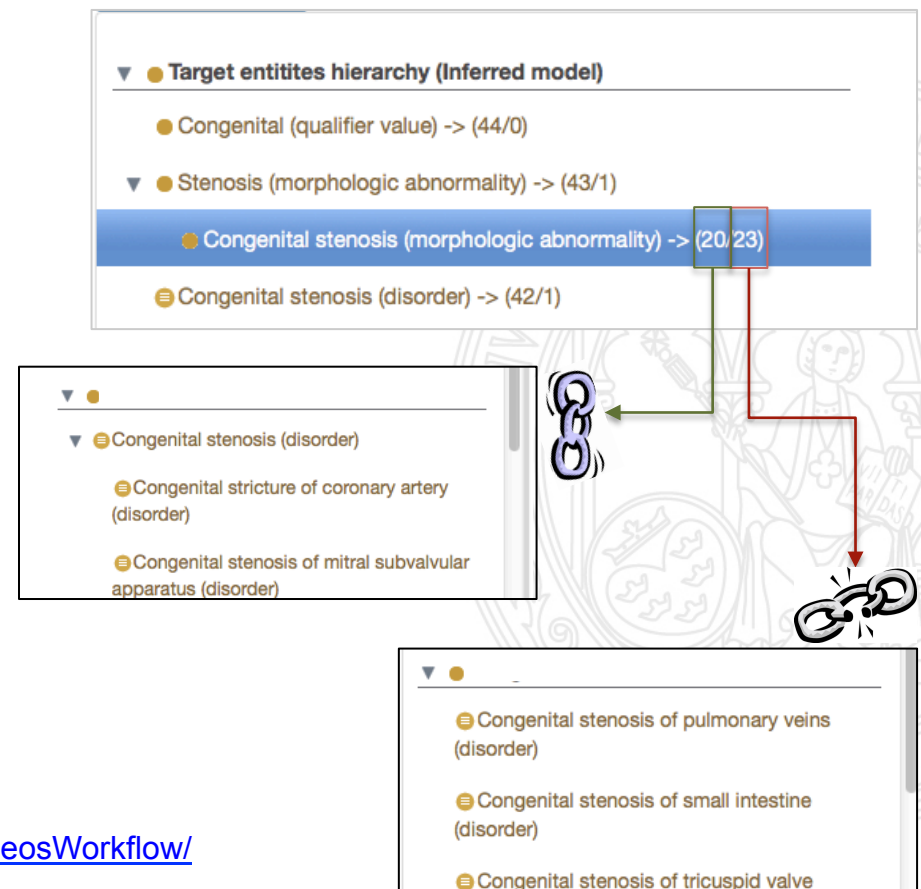 Target entitites hierarchy (Inferred model)
Congenital (qualifier value) -> (44/0)
Stenosis (morphologic abnormality) -> (43/1)
Congenital stenosis (morphologic abnormality) -> (20/23)
Congenital stenosis (disorder) -> (42/1)
Congenital stenosis (disorder)
Congenital stricture of coronary artery
(disorder)
Congenital stenosis of mitral subvalvular
apparatus (disorder)
Congenital stenosis of pulmonary veins
(disorder)
Congenital stenosis of small intestine
(disorder)
Congenital stenosis of tricuspid valve
eosWorkflow/